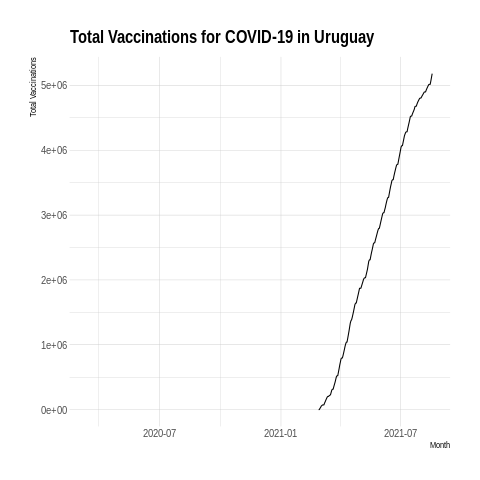 Total Vaccinations for COVID-19 in Uruguay
Total Vaccinations
5e+06
4e+06
3e+06
2e+06
1e+06
0e+00
2020-07 2021-01 2021-07
Month